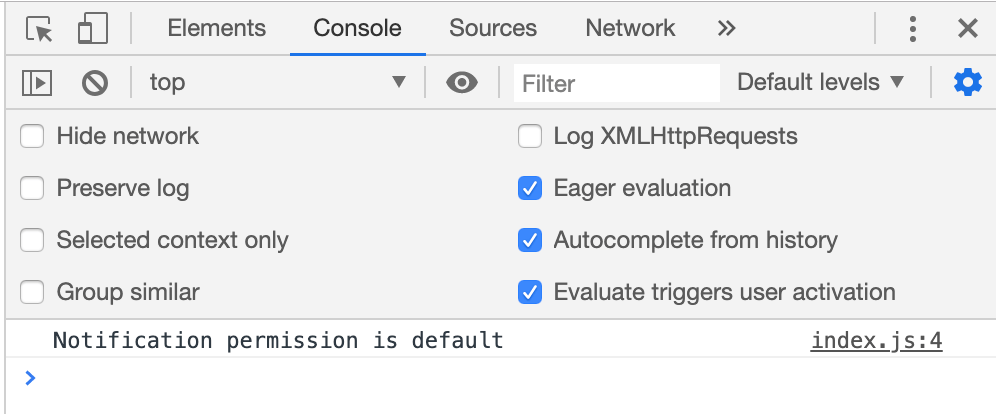 Elements Console Sources Network »
top Filter Default levels
Hide network Log XMLHttpRequests
Preserve log Eager evaluation
Selected context only Autocomplete from history
Group similar Evaluate triggers user activation
Notification permission is default index.js:4